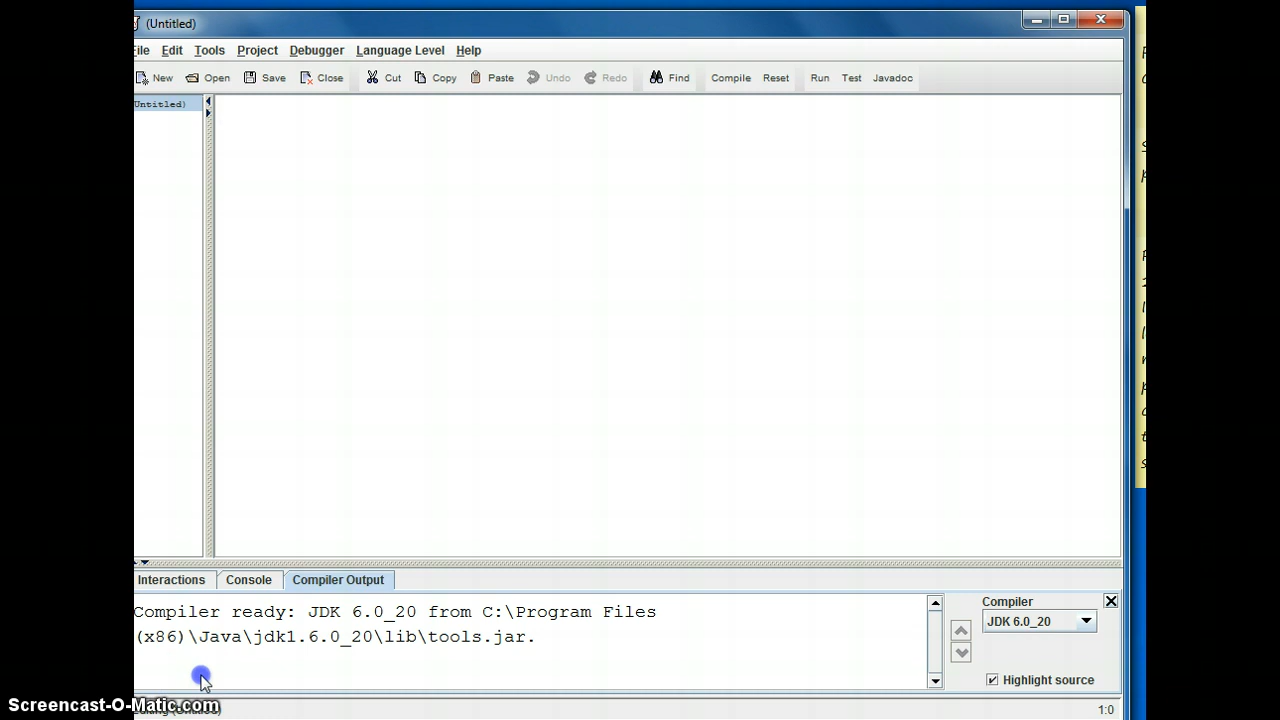 (Untitled)
File Edit Tools Project Debugger Language Level Help
New Open Save Close Cut Copy Paste Undo Redo Find Compile Reset Run Test Javadoc
(Untitled)
Interactions Console Compiler Output
Compiler ready: JDK 6.0_20 from C:\Program Files
(x86)\Java\jdk1.6.0_20\lib\tools.jar.
Compiler
JDK 6.0_20
Highlight source
Screencast-O-Matic.com
1:0